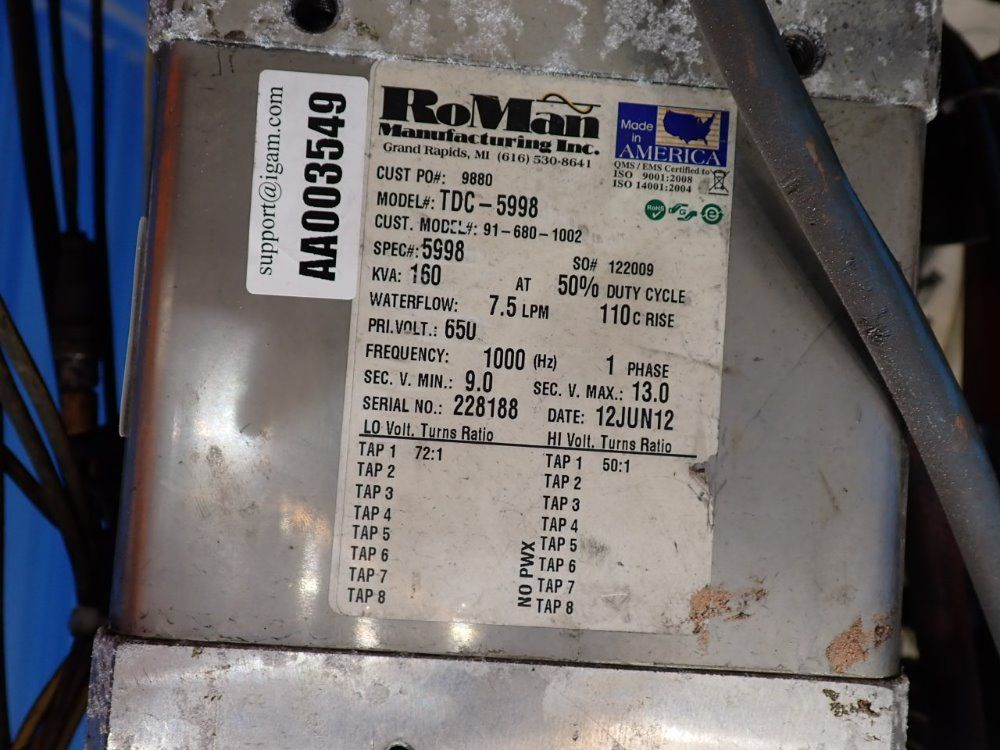 support@igam.com
AA003549
RoMan
Manufacturing Inc.
Grand Rapids, MI (616) 530-8641
Made
in
AMERICA
QMS / EMS Certified to
ISO 9001:2008
ISO 14001:2004
RoHS
CUST PO#: 9880
MODEL#: TDC-5998
CUST. MODEL#: 91-680-1002
SPEC#: 5998 SO# 122009
KVA: 160 AT 50% DUTY CYCLE
WATERFLOW: 7.5 LPM 110 C RISE
PRI.VOLT.: 650
FREQUENCY: 1000 (Hz) 1 PHASE
SEC. V. MIN.: 9.0 SEC. V. MAX.: 13.0
SERIAL NO.: 228188 DATE: 12JUN12
LO Volt. Turns Ratio HI Volt. Turns Ratio
TAP 1 72:1 TAP 1 50:1
TAP 2 TAP 2
TAP 3 TAP 3
TAP 4 TAP 4
TAP 5 TAP 5
TAP 6 TAP 6
TAP 7 TAP 7
TAP 8 TAP 8
NO PWX